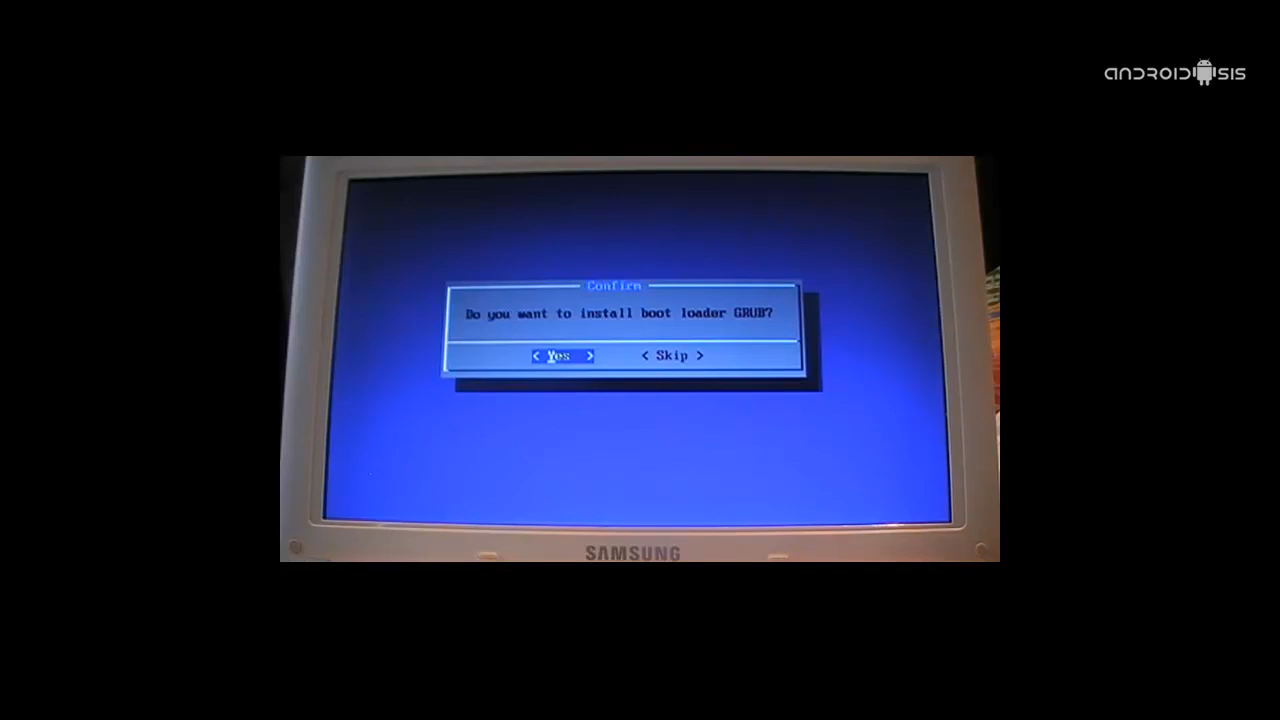 ANDROIDSIS
Confirm
Do you want to install boot loader GRUB?
< Yes > < Skip >
SAMSUNG